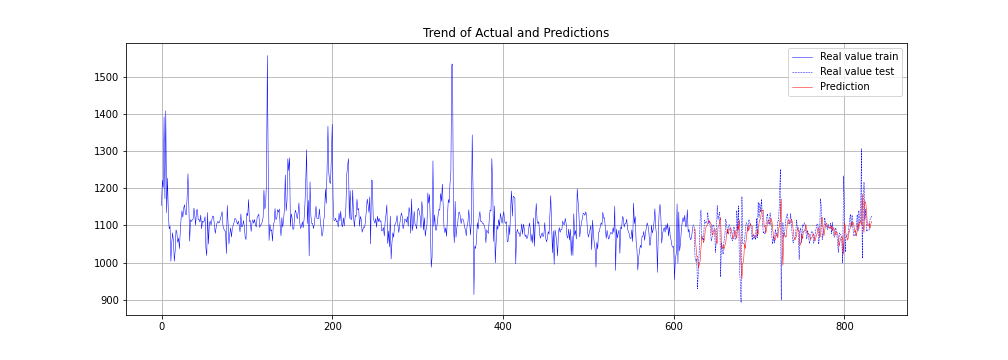 Trend of Actual and Predictions
Real value train
Real value test
Prediction
1500
1400
1300
1200
1100
1000
900
0 200 400 600 800